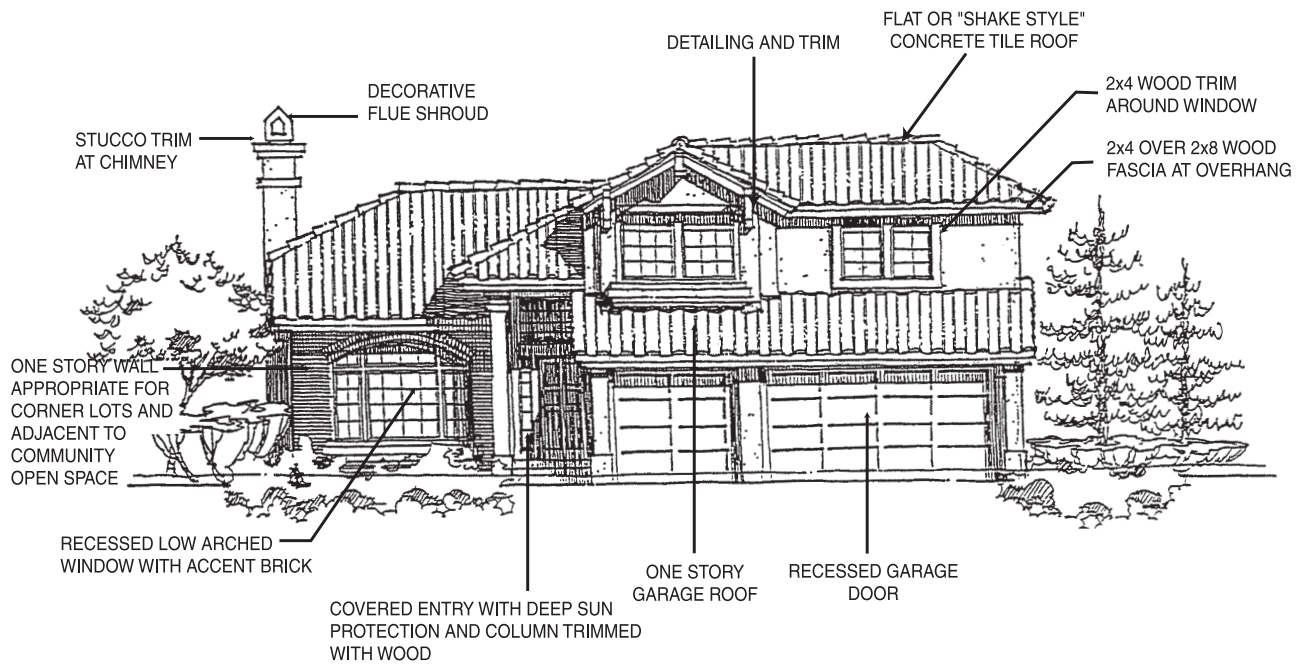 FLAT OR "SHAKE STYLE"
CONCRETE TILE ROOF
DETAILING AND TRIM
DECORATIVE
FLUE SHROUD
2x4 WOOD TRIM
AROUND WINDOW
STUCCO TRIM
AT CHIMNEY
2x4 OVER 2x8 WOOD
FASCIA AT OVERHANG
ONE STORY WALL
APPROPRIATE FOR
CORNER LOTS AND
ADJACENT TO
COMMUNITY
OPEN SPACE
RECESSED LOW ARCHED
WINDOW WITH ACCENT BRICK
COVERED ENTRY WITH DEEP SUN
PROTECTION AND COLUMN TRIMMED
WITH WOOD
ONE STORY
GARAGE ROOF
RECESSED GARAGE
DOOR